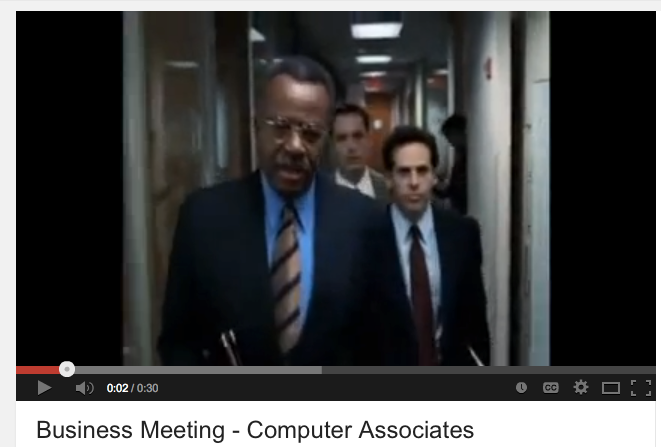 0:02 / 0:30
CC
Business Meeting - Computer Associates